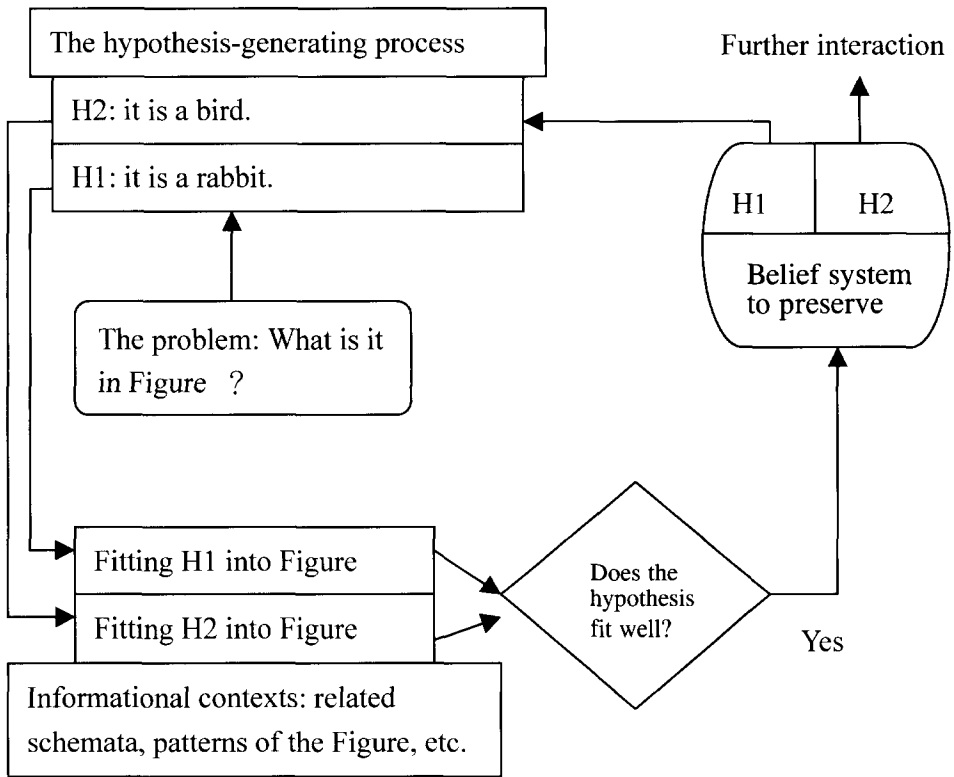 The hypothesis-generating process
H2: it is a bird.
H1: it is a rabbit.
The problem: What is it
in Figure ?
Further interaction
H1
H2
Belief system
to preserve
Fitting H1 into Figure
Fitting H2 into Figure
Informational contexts: related
schemata, patterns of the Figure, etc.
Does the
hypothesis
fit well?
Yes